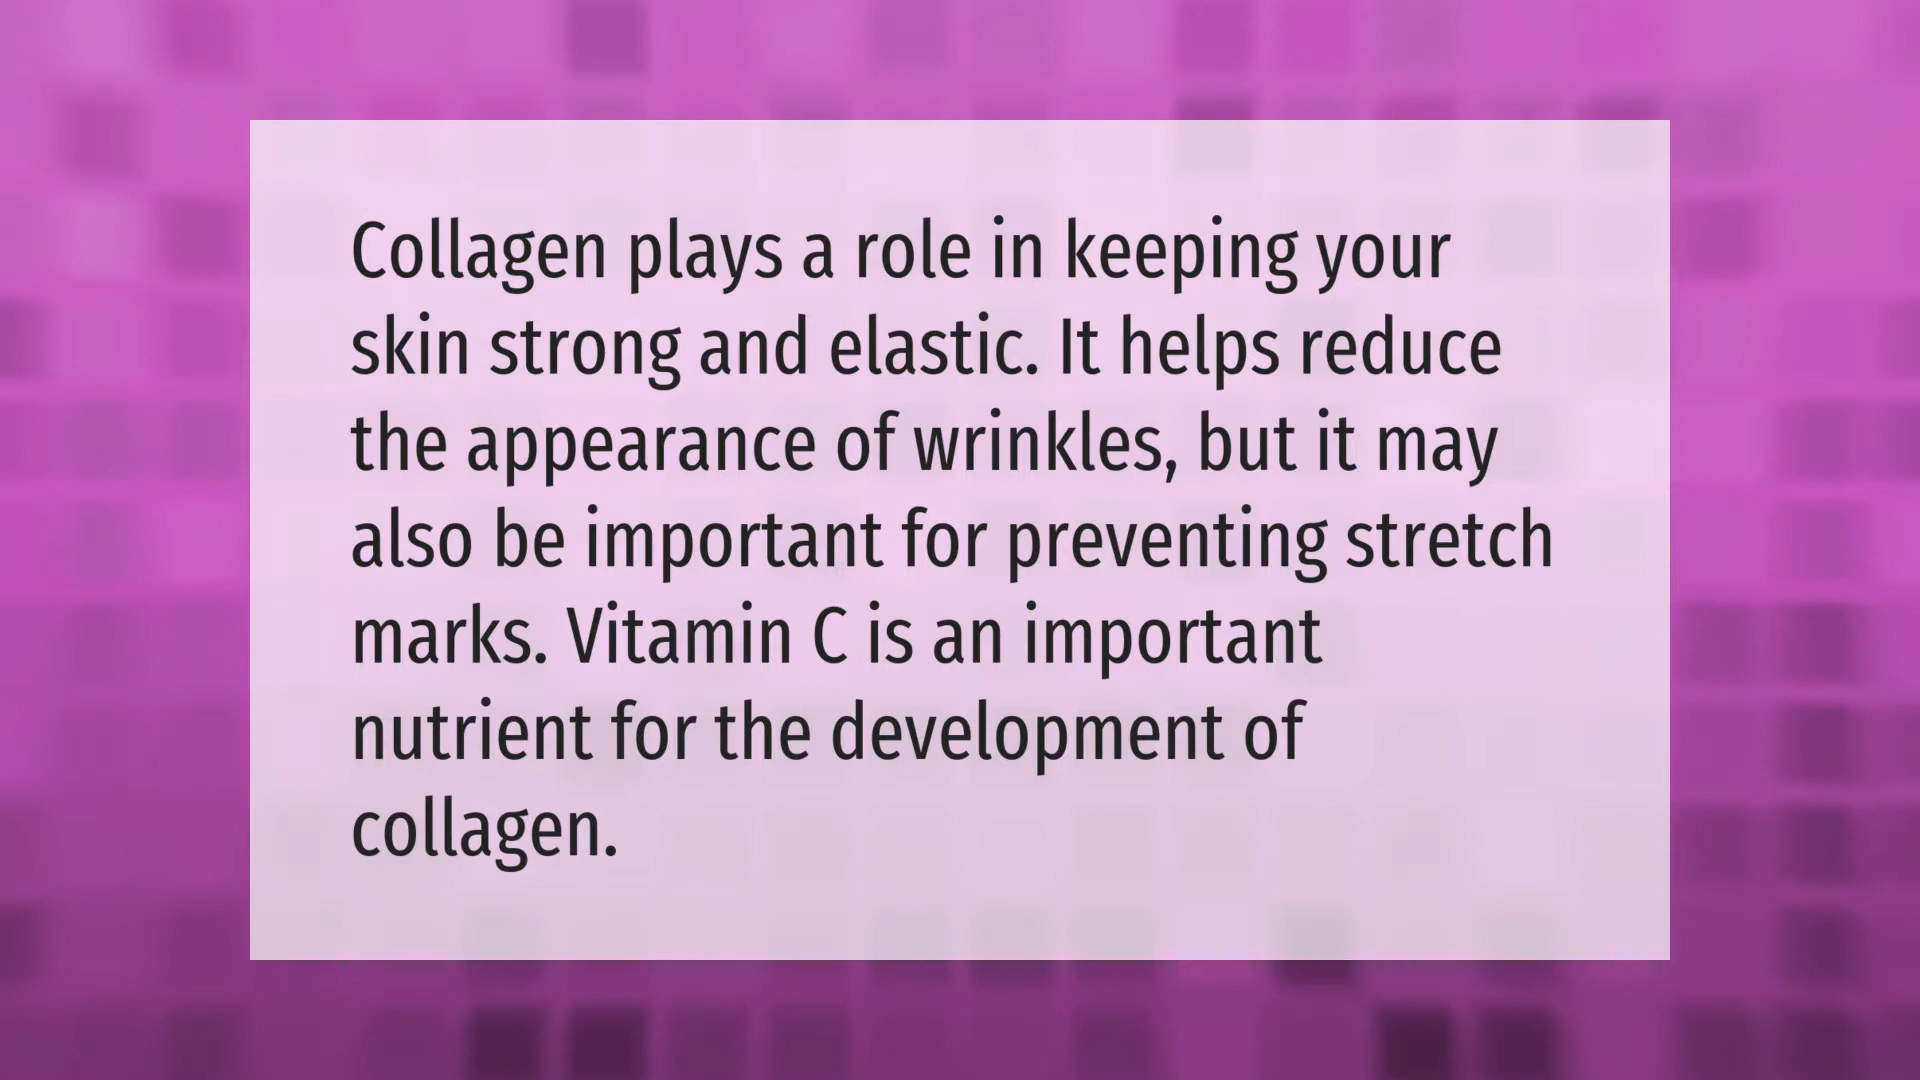 Collagen plays a role in keeping your
skin strong and elastic. It helps reduce
the appearance of wrinkles, but it may
also be important for preventing stretch
marks. Vitamin C is an important
nutrient for the development of
collagen.